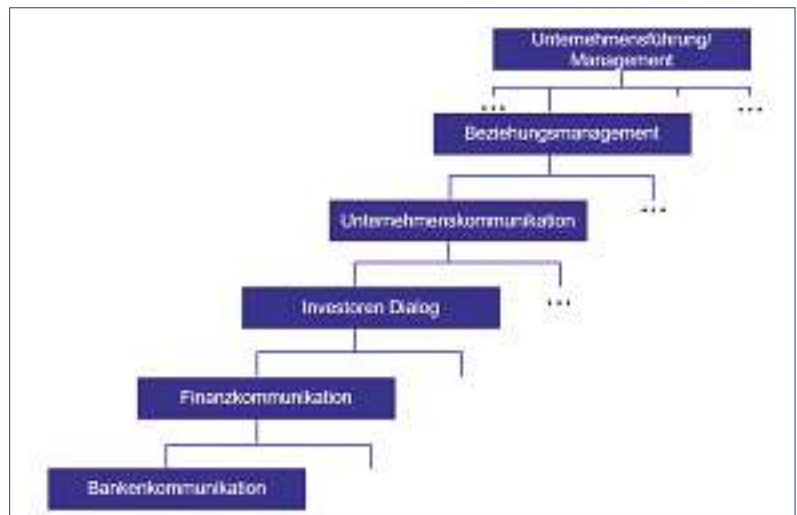 Unternehmensführung/
Management
... ...
Beziehungsmanagement
...
Unternehmenskommunikation
...
Investoren Dialog
Finanzkommunikation
Bankenkommunikation